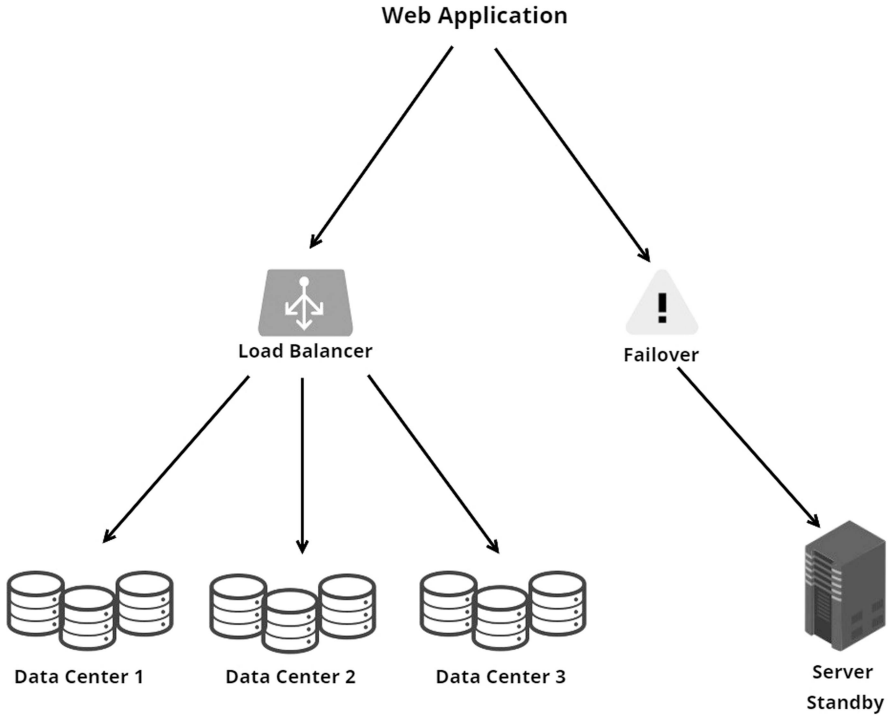 Web Application
Load Balancer
Failover
!
Data Center 1
Data Center 2
Data Center 3
Server
Standby